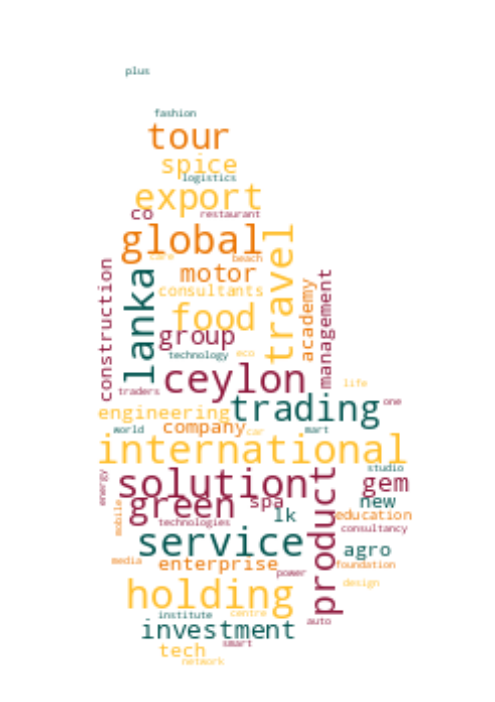 plus
fashion
tour
spice
logistics
export
co
restaurant
global
travel
care
beach
construction
lanka
motor
academy
management
consultants
food
group
technology
eco
ceylon
life
traders
trading
one
engineering
company
world
car
mart
international
studio
energy
solution
product
gem
green
spa
new
mobile
lk
education
technologies
consultancy
service
agro
media
enterprise
foundation
power
holding
design
institute
centre
auto
investment
smart
tech
network